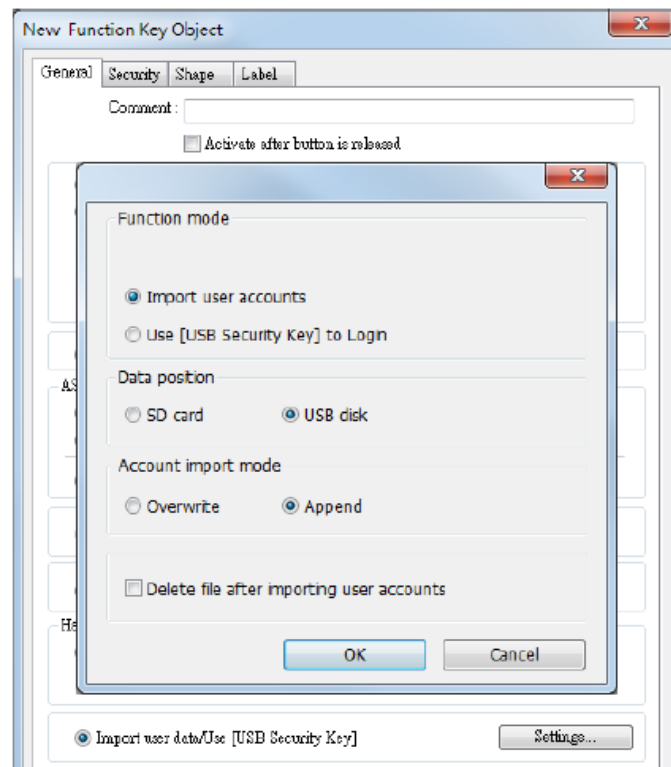 New Function Key Object
General Security Shape Label
Comment :
Activate after button is released
Function mode
Import user accounts
Use [USB Security Key] to Login
Data position
SD card USB disk
Account import mode
Overwrite Append
Delete file after importing user accounts
OK Cancel
Import user data/Use [USB Security Key] Settings...